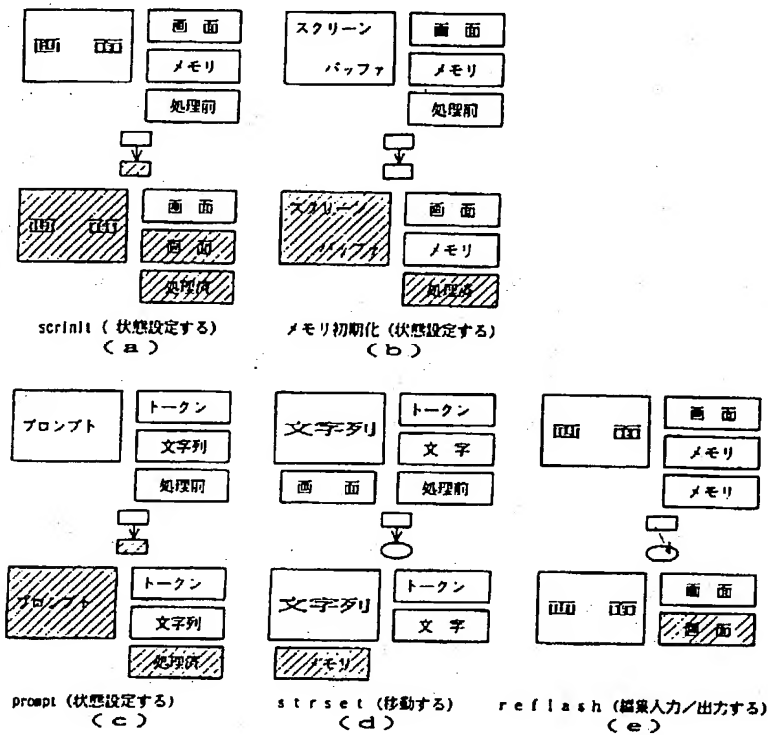 画面
画面
メモリ
処理前
スクリーン
バッファ
画面
メモリ
処理前
画面
画面
画面
処理済
scrinit (状態設定する)
(a)
スクリーン
バッファ
画面
メモリ
処理済
メモリ初期化 (状態設定する)
(b)
プロンプト
トークン
文字列
処理前
プロンプト
トークン
文字列
処理済
prompt (状態設定する)
(c)
文字列
画面
トークン
文字
処理前
文字列
メモリ
トークン
文字
strset (移動する)
(d)
画面
画面
メモリ
メモリ
画面
画面
画面
reflash (編集入力/出力する)
(e)